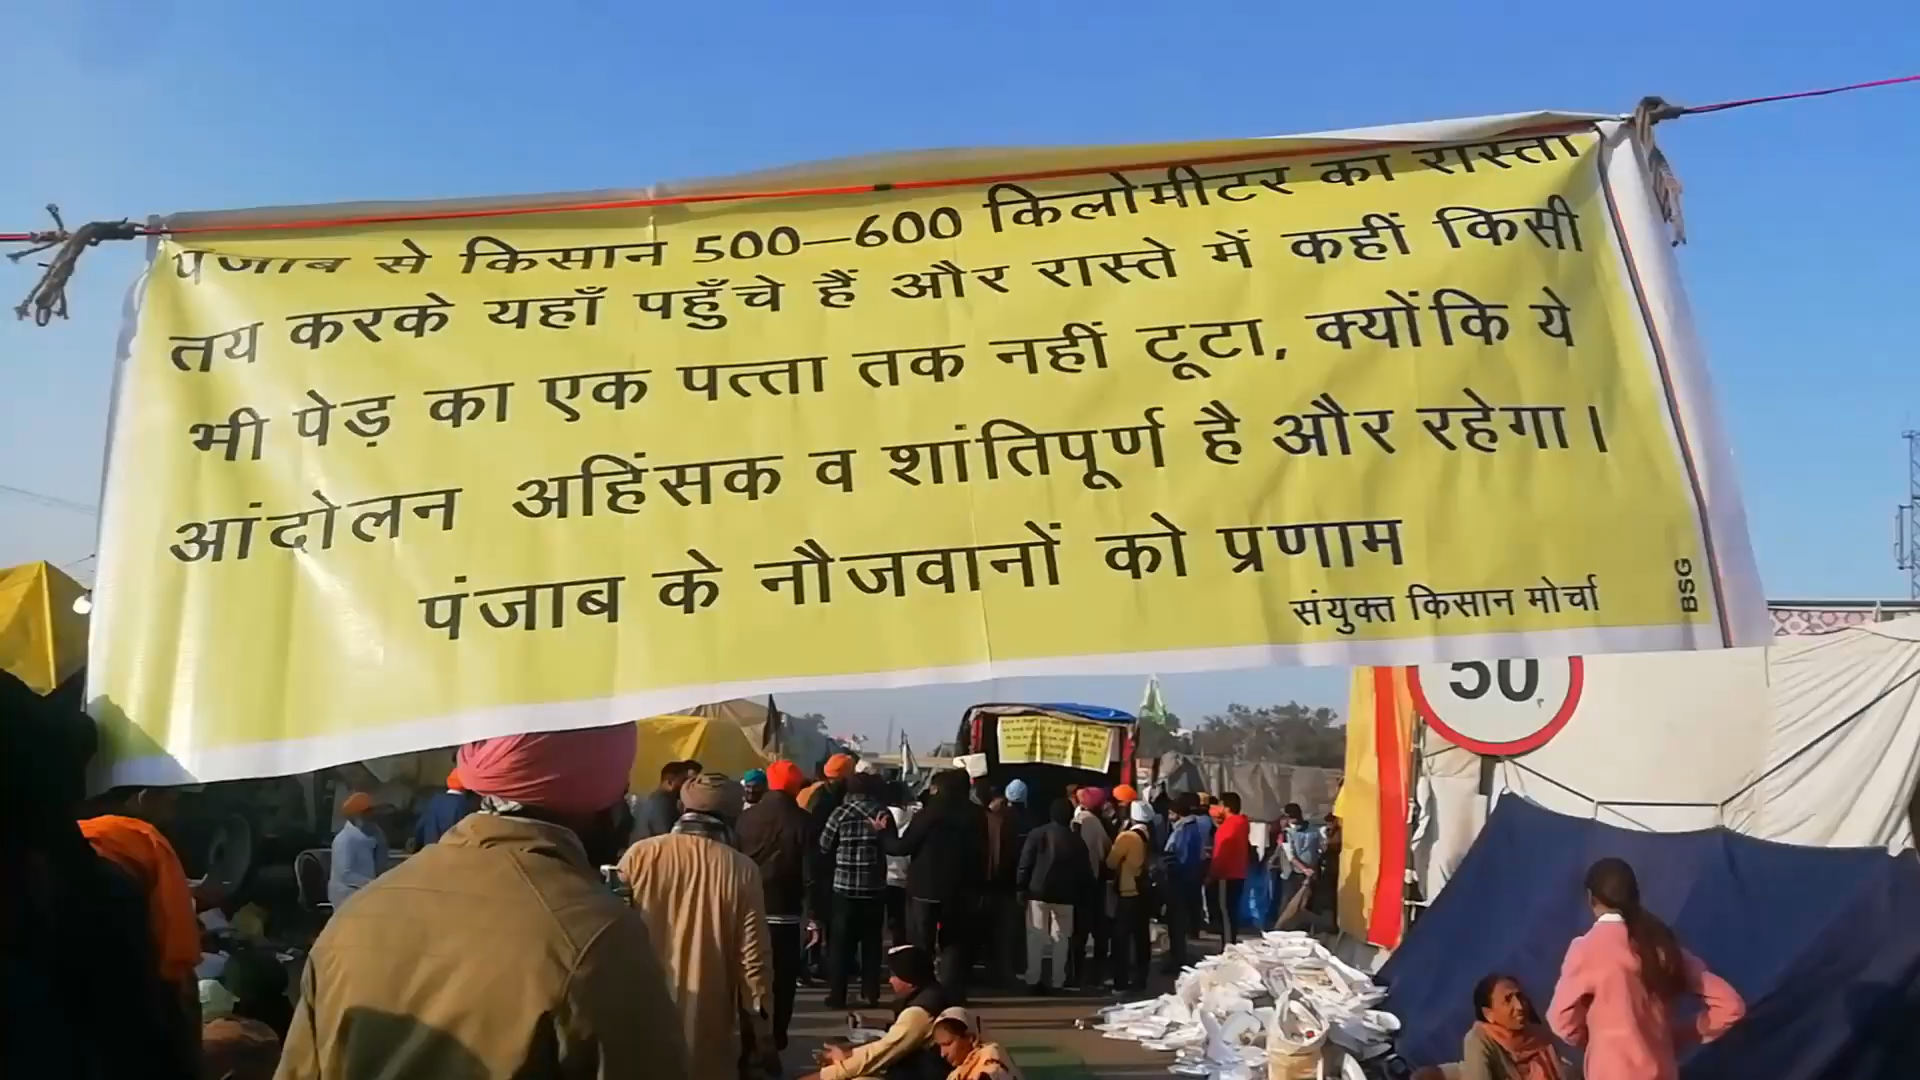 पंजाब से किसान 500–600 किलोमीटर का रास्ता
तय करके यहाँ पहुँचे हैं और रास्ते में कहीं किसी
भी पेड़ का एक पत्ता तक नहीं टूटा, क्योंकि ये
आंदोलन अहिंसक व शांतिपूर्ण है और रहेगा।
पंजाब के नौजवानों को प्रणाम
संयुक्त किसान मोर्चा
BSG
50